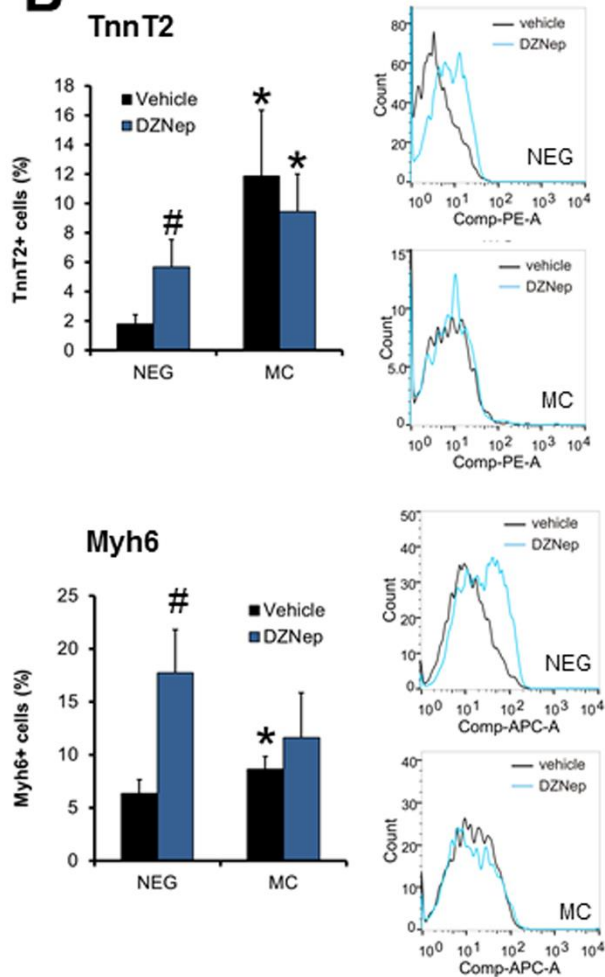 B
TnnT2
TnnT2+ cells (%)
18
16
14
12
10
8
6
4
2
0
Vehicle
DZNep
#
*
*
NEG
MC
Count
80
60
40
20
0
vehicle
DZNep
NEG
10⁰ 10¹ 10² 10³ 10⁴
Comp-PE-A
Count
15
10
5.0
0
vehicle
DZNep
MC
10⁰ 10¹ 10² 10³ 10⁴
Comp-PE-A
Myh6
Myh6+ cells (%)
25
20
15
10
5
0
Vehicle
DZNep
#
*
NEG
MC
Count
50
40
30
20
10
0
vehicle
DZNep
NEG
10⁰ 10¹ 10² 10³ 10⁴
Comp-APC-A
Count
40
30
20
10
0
vehicle
DZNep
MC
10⁰ 10¹ 10² 10³ 10⁴
Comp-APC-A